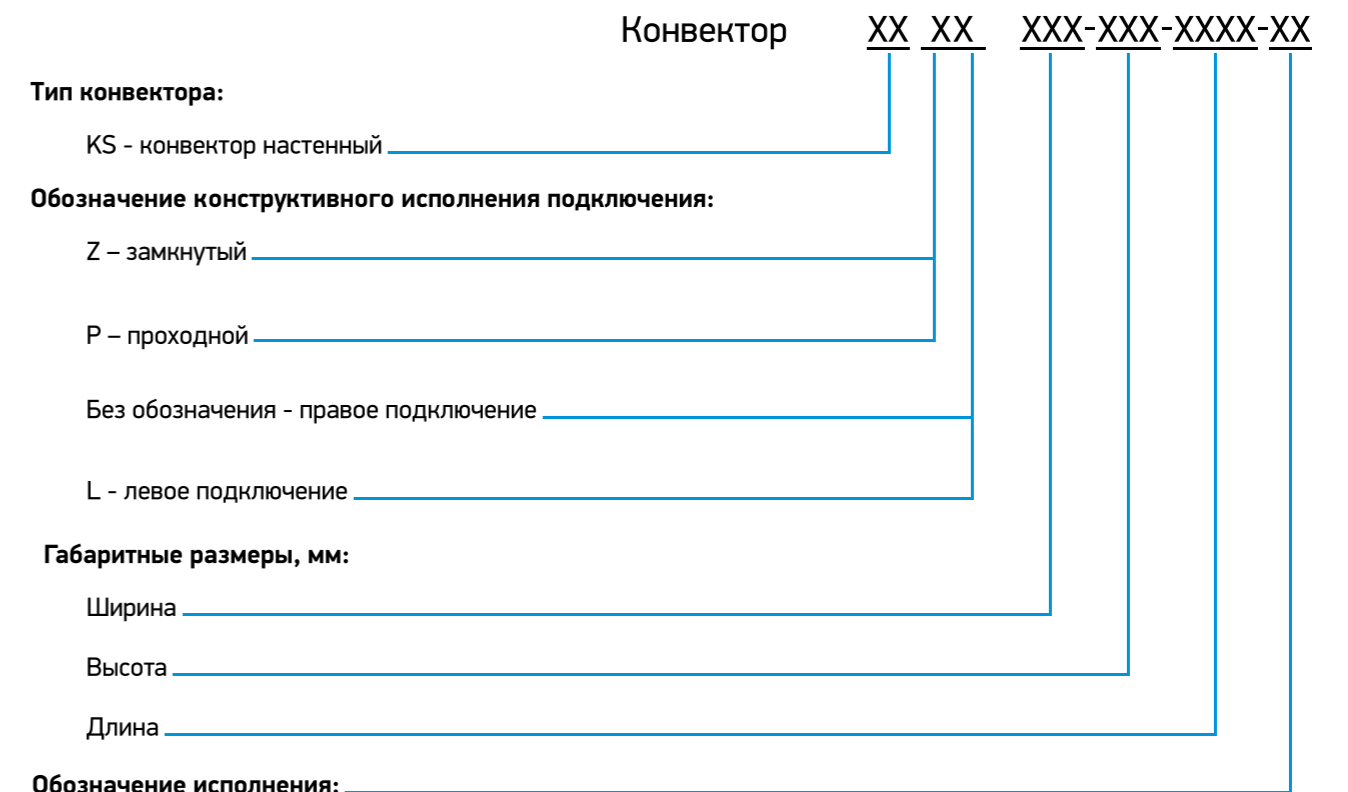 Конвектор XX XX XXX-XXX-XXXX-XX
Тип конвектора:
KS - конвектор настенный
Обозначение конструктивного исполнения подключения:
Z – замкнутый
P – проходной
Без обозначения - правое подключение
L - левое подключение
Габаритные размеры, мм:
Ширина
Высота
Длина
Обозначение исполнения: